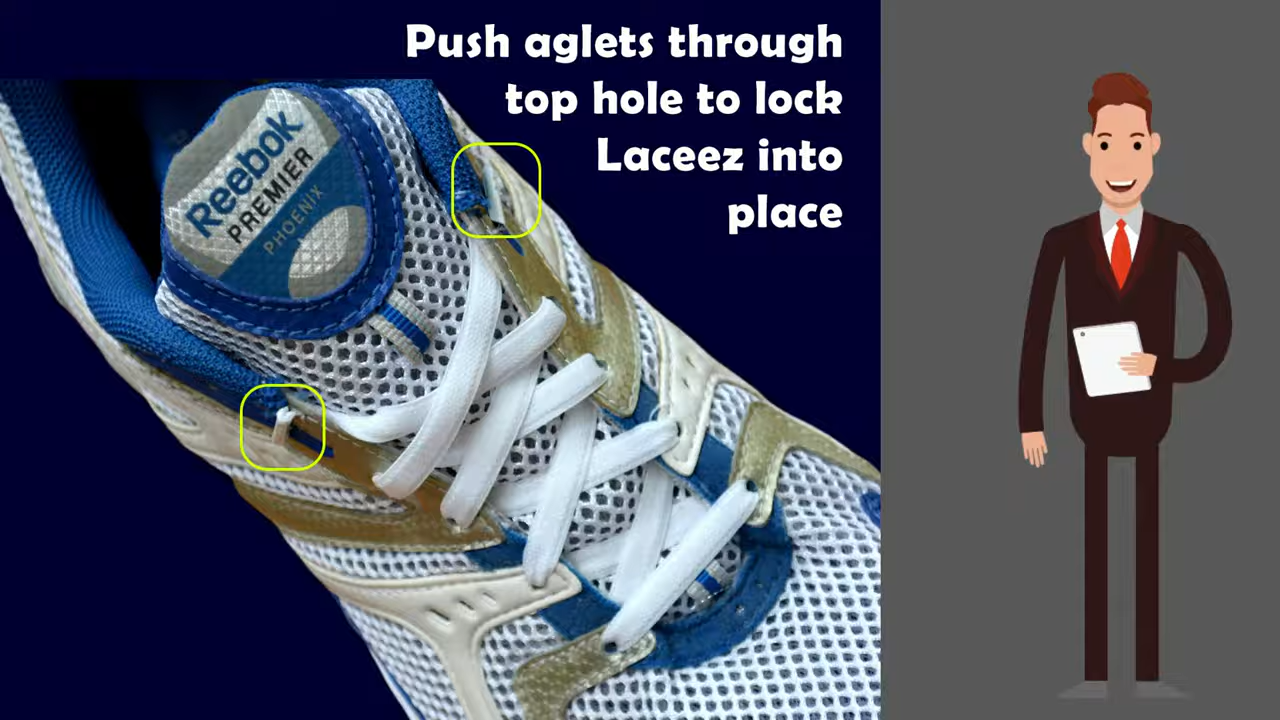 Push aglets through
top hole to lock
Laceez into
place
Reebok
PREMIER
PHOENIX